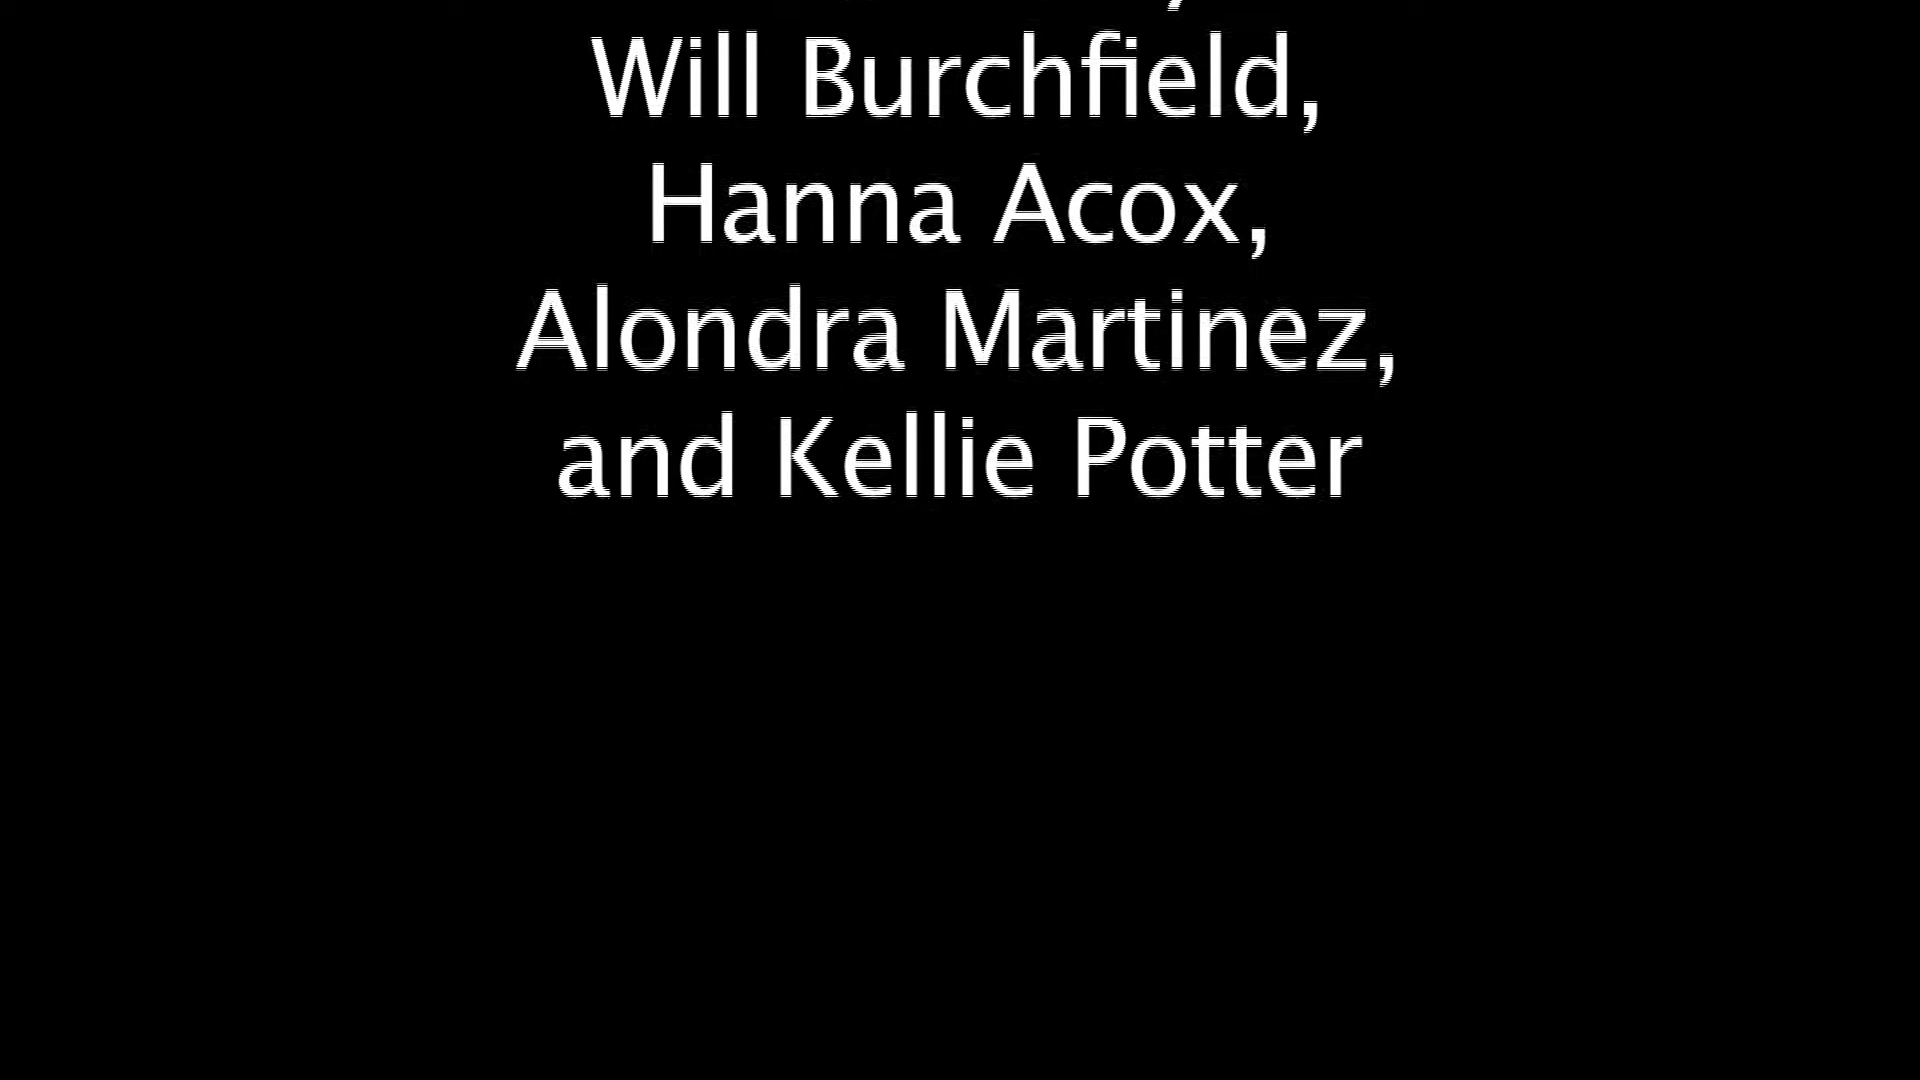 Will Burchfield,
Hanna Acox,
Alondra Martinez,
and Kellie Potter